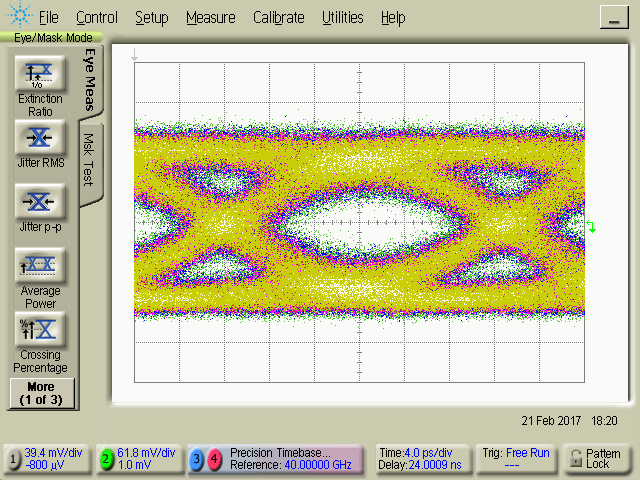 File Control Setup Measure Calibrate Utilities Help
Eye/Mask Mode
Eye Meas
Msk Test
1/0
Extinction
Ratio
Jitter RMS
Jitter p-p
Average
Power
%
Crossing
Percentage
More
(1 of 3)
21 Feb 2017 18:20
1 39.4 mV/div
-800 µV
2 61.8 mV/div
1.0 mV
3 4 Precision Timebase...
Reference: 40.00000 GHz
Time:4.0 ps/div
Delay:24.0009 ns
Trig: Free Run
---
Pattern
Lock